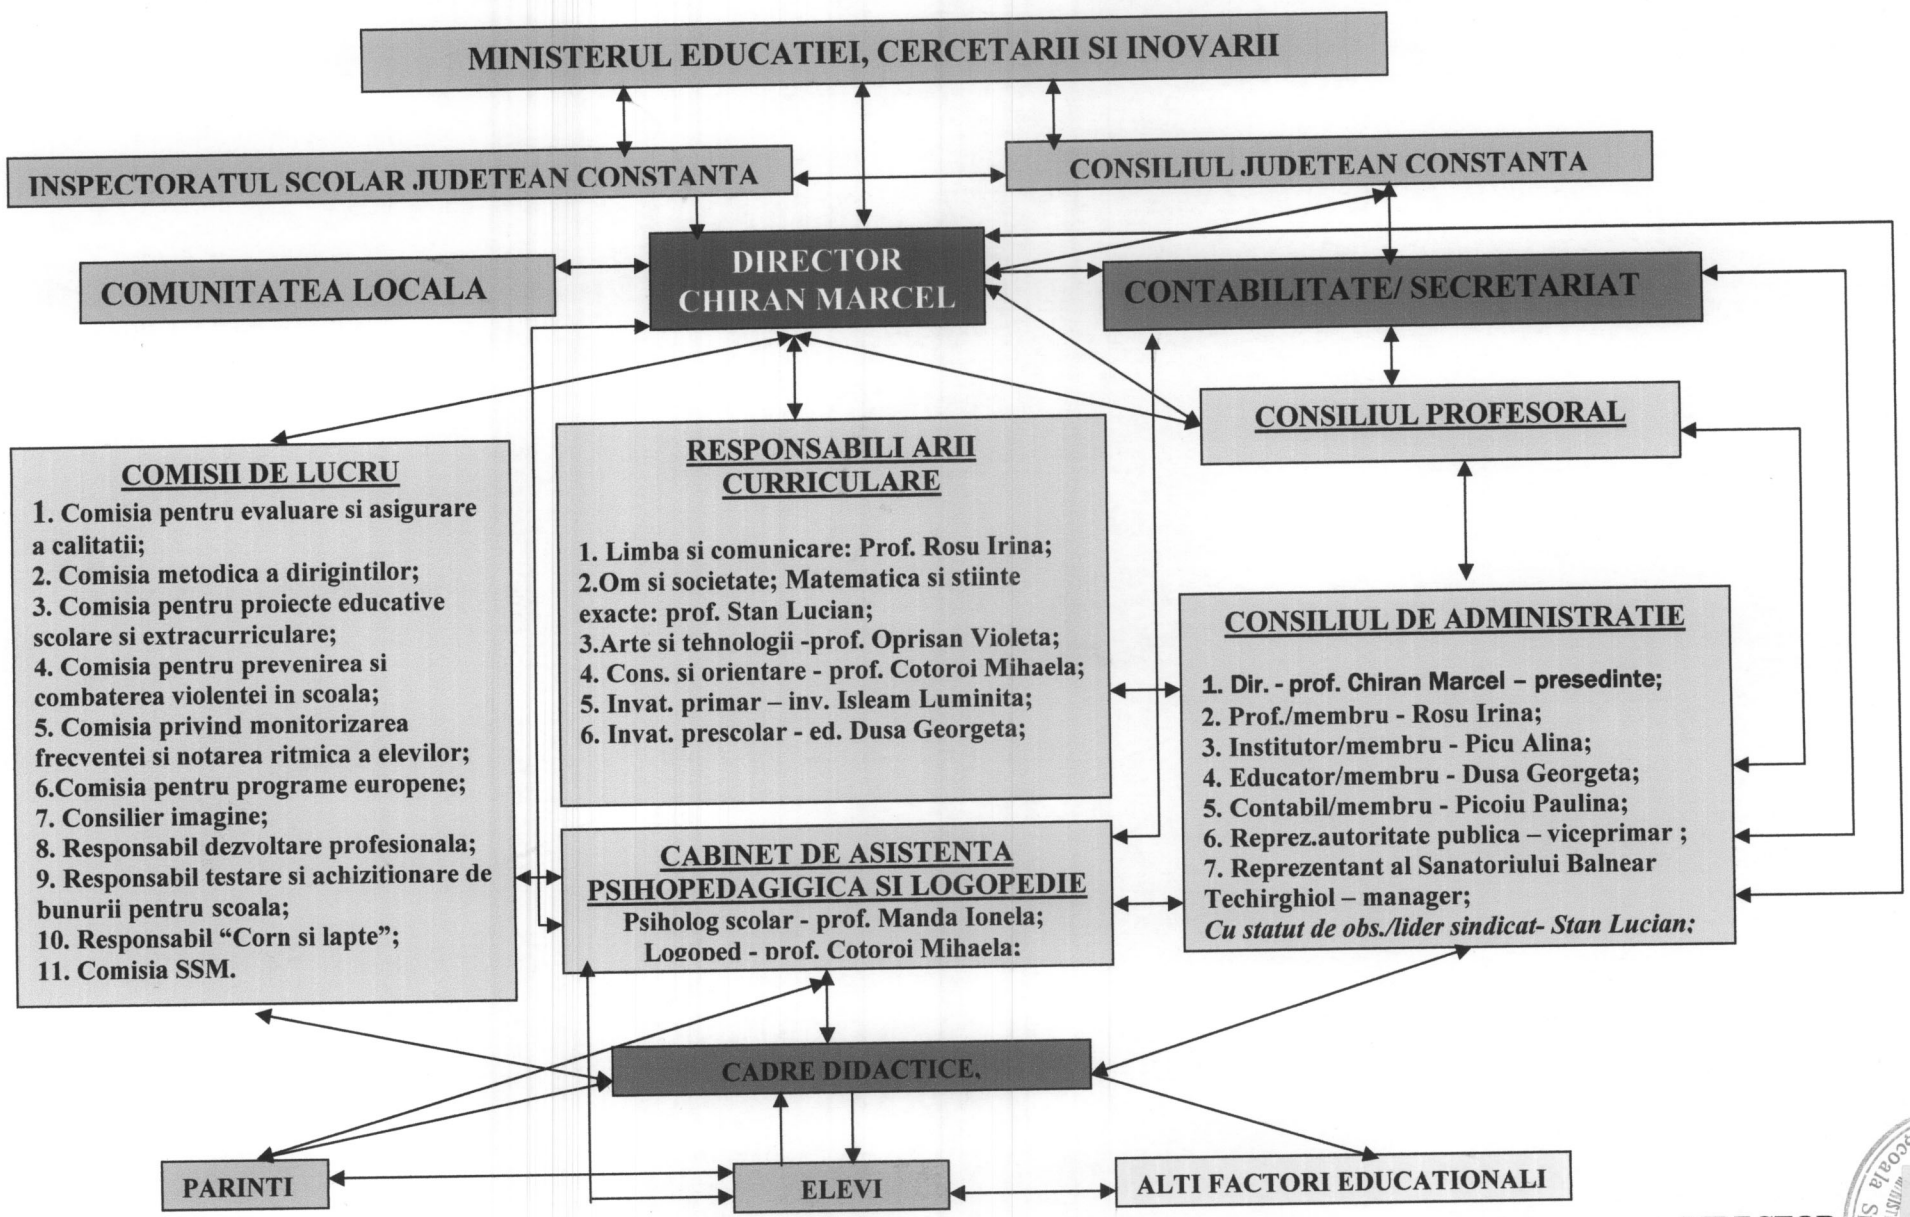 MINISTERUL EDUCATIEI, CERCETARII SI INOVARII
INSPECTORATUL SCOLAR JUDETEAN CONSTANTA
CONSILIUL JUDETEAN CONSTANTA
DIRECTOR
CHIRAN MARCEL
COMUNITATEA LOCALA
CONTABILITATE/ SECRETARIAT
CONSILIUL PROFESORAL
COMISII DE LUCRU
1. Comisia pentru evaluare si asigurare
a calitatii;
2. Comisia metodica a dirigintilor;
3. Comisia pentru proiecte educative
scolare si extracurriculare;
4. Comisia pentru prevenirea si
combaterea violentei in scoala;
5. Comisia privind monitorizarea
frecventei si notarea ritmica a elevilor;
6.Comisia pentru programe europene;
7. Consilier imagine;
8. Responsabil dezvoltare profesionala;
9. Responsabil testare si achizitionare de
bunurii pentru scoala;
10. Responsabil “Corn si lapte”;
11. Comisia SSM.
RESPONSABILI ARII
CURRICULARE
1. Limba si comunicare: Prof. Rosu Irina;
2.Om si societate; Matematica si stiinte
exacte: prof. Stan Lucian;
3.Arte si tehnologii -prof. Oprisan Violeta;
4. Cons. si orientare - prof. Cotoroi Mihaela;
5. Invat. primar – inv. Isleam Luminita;
6. Invat. prescolar - ed. Dusa Georgeta;
CONSILIUL DE ADMINISTRATIE
1. Dir. - prof. Chiran Marcel – presedinte;
2. Prof./membru - Rosu Irina;
3. Institutor/membru - Picu Alina;
4. Educator/membru - Dusa Georgeta;
5. Contabil/membru - Picoiu Paulina;
6. Reprez.autoritate publica – viceprimar ;
7. Reprezentant al Sanatoriului Balnear
Techirghiol – manager;
Cu statut de obs./lider sindicat- Stan Lucian;
CABINET DE ASISTENTA
PSIHOPEDAGIGICA SI LOGOPEDIE
Psiholog scolar - prof. Manda Ionela;
Logoped - prof. Cotoroi Mihaela;
CADRE DIDACTICE,
PARINTI
ELEVI
ALTI FACTORI EDUCATIONALI